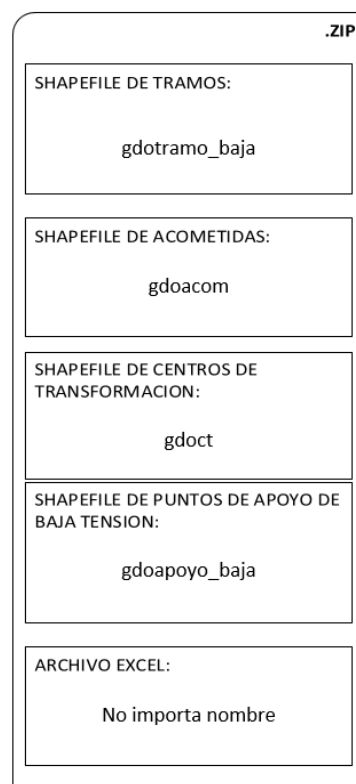 .ZIP
SHAPEFILE DE TRAMOS:
gdotramo_baja
SHAPEFILE DE ACOMETIDAS:
gdoacom
SHAPEFILE DE CENTROS DE
TRANSFORMACION:
gdoct
SHAPEFILE DE PUNTOS DE APOYO DE
BAJA TENSION:
gdoapoyo_baja
ARCHIVO EXCEL:
No importa nombre